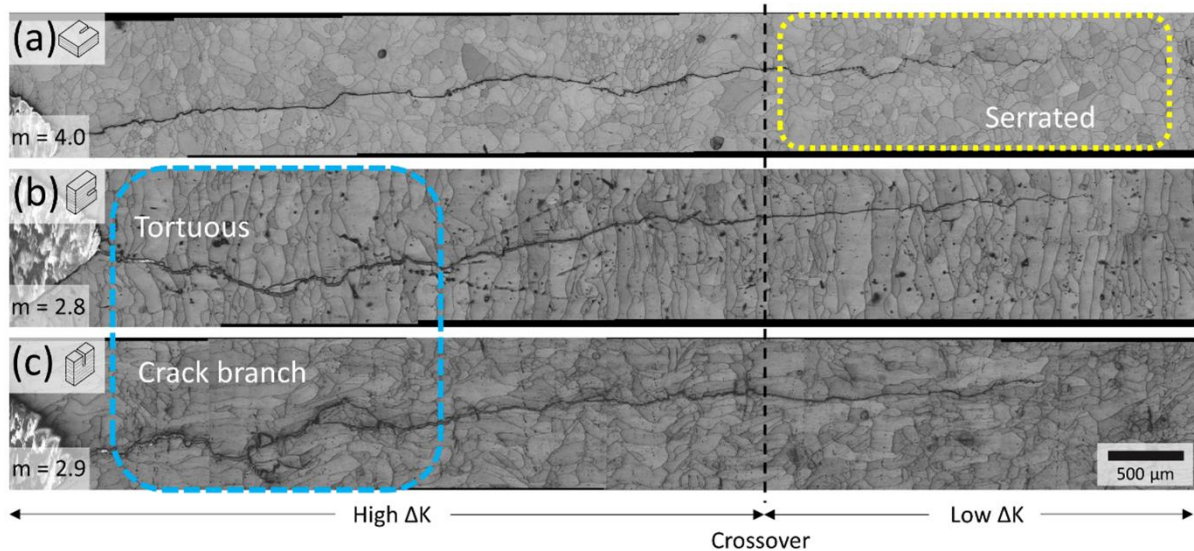 (a)
Serrated
m = 4.0
(b)
Tortuous
m = 2.8
(c)
Crack branch
m = 2.9
500 µm
High ΔK
Low ΔK
Crossover